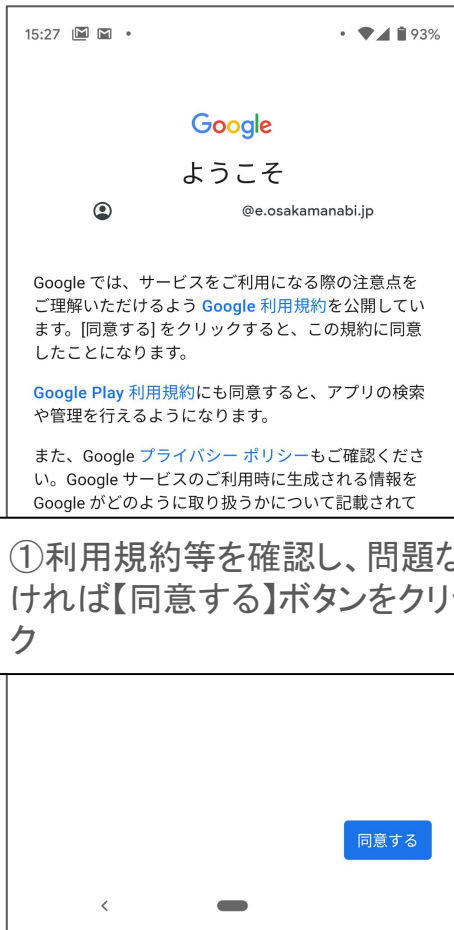 15:27
93%
Google
ようこそ
@e.osakamanabi.jp
Google では、サービスをご利用になる際の注意点を
ご理解いただけるよう Google 利用規約を公開してい
ます。[同意する] をクリックすると、この規約に同意
したことになります。
Google Play 利用規約にも同意すると、アプリの検索
や管理を行えるようになります。
また、Google プライバシー ポリシーもご確認くださ
い。Google サービスのご利用時に生成される情報を
Google がどのように取り扱うかについて記載されて
①利用規約等を確認し、問題な
ければ【同意する】ボタンをクリッ
ク
同意する